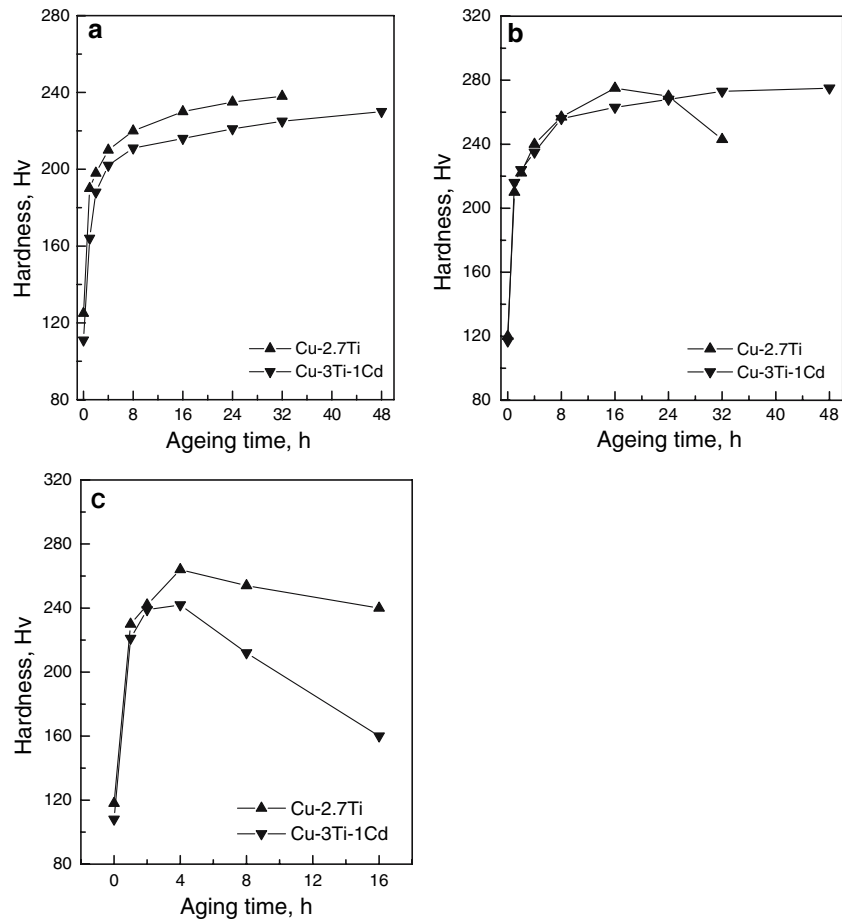 a
280
240
200
160
120
80
Hardness, Hv
Cu-2.7Ti
Cu-3Ti-1Cd
0 8 16 24 32 40 48
Ageing time, h
b
320
280
240
200
160
120
80
Hardness, Hv
Cu-2.7Ti
Cu-3Ti-1Cd
0 8 16 24 32 40 48
Ageing time, h
c
320
280
240
200
160
120
80
Hardness, Hv
Cu-2.7Ti
Cu-3Ti-1Cd
0 4 8 12 16
Aging time, h